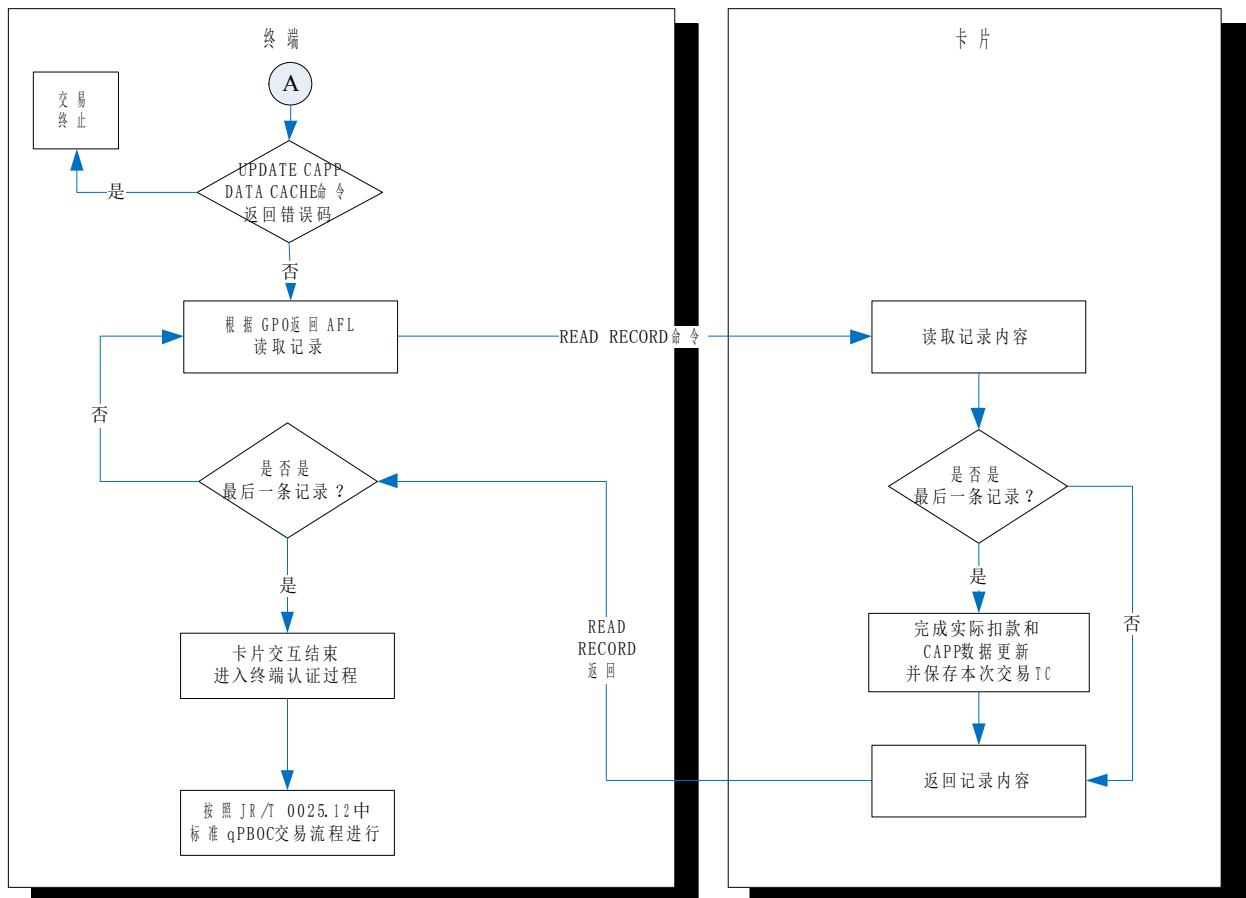 终端
A
交易
终止
UPDATE CAPP
DATA CACHE命令
返回错误码
是
否
根据GPO返回AFL
读取记录
READ RECORD命令
否
是否是
最后一条记录？
是
卡片交互结束
进入终端认证过程
按照JR/T 0025.12中
标准qPBOC交易流程进行
READ
RECORD
返回
卡片
读取记录内容
是否是
最后一条记录？
是
否
完成实际扣款和
CAPP数据更新
并保存本次交易TC
返回记录内容